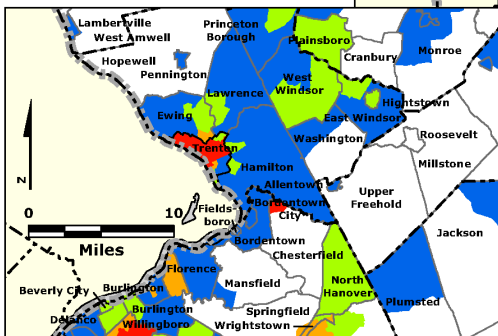 Lambertville
West Amwell
Princeton
Borough
Plainsboro
Monroe
Hopewell
Cranbury
Pennington
West
Windsor
Lawrence
Hightstown
Ewing
East Windsor
Washington
Roosevelt
Trenton
Millstone
Hamilton
Allentown
Upper
Freehold
N
0
10
Miles
Fields-
boro
Bordentown
City
Bordentown
Jackson
Chesterfield
Florence
Mansfield
North
Hanover
Plumsted
Beverly City
Burlington
Delanco
Burlington
Willingboro
Springfield
Wrightstown